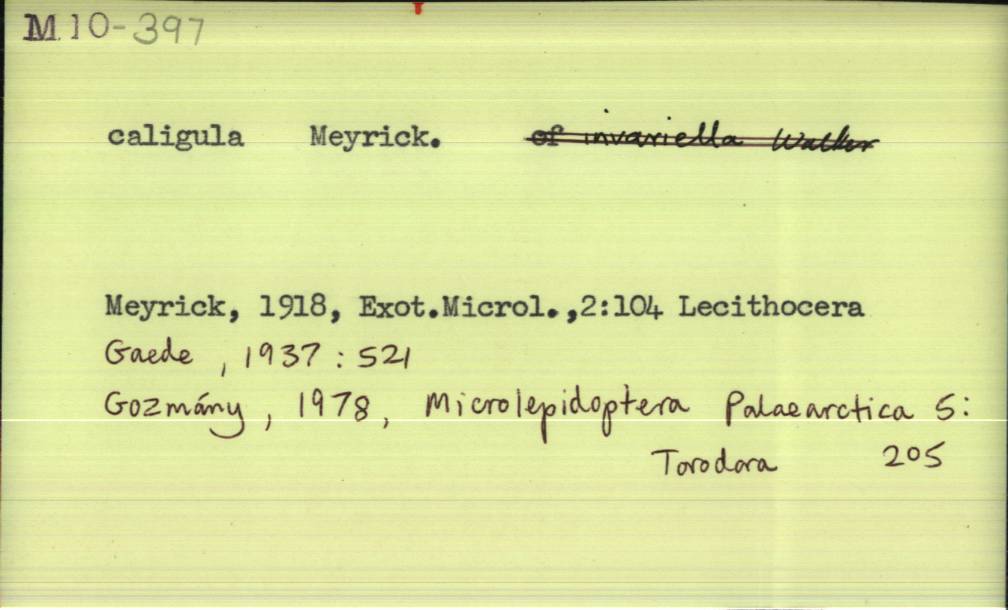 M 10-397
caligula Meyrick. of invariella Walker
Meyrick, 1918, Exot.Microl.,2:104 Lecithocera
Gaede, 1937 : 521
Gozmány, 1978, Microlepidoptera Palaearctica 5:
Torodora 205